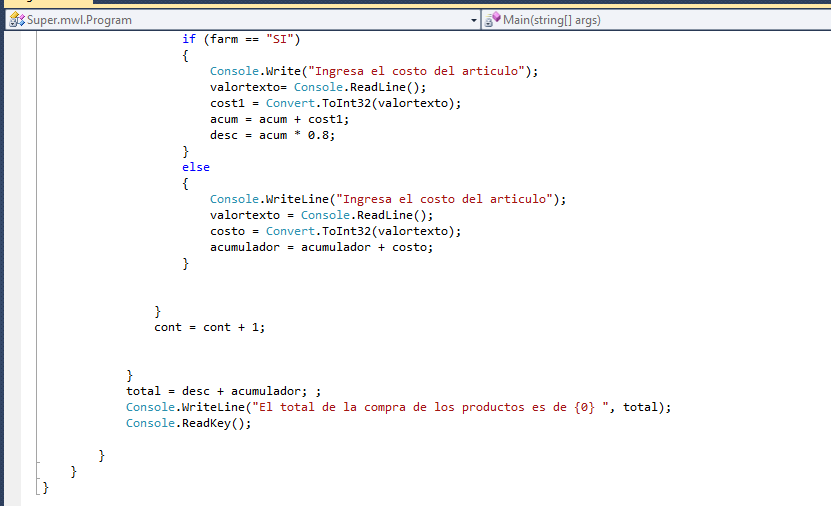 Super.mwl.Program Main(string[] args)
if (farm == "SI")
{
Console.Write("Ingresa el costo del articulo");
valortexto= Console.ReadLine();
cost1 = Convert.ToInt32(valortexto);
acum = acum + cost1;
desc = acum * 0.8;
}
else
{
Console.WriteLine("Ingresa el costo del articulo");
valortexto = Console.ReadLine();
costo = Convert.ToInt32(valortexto);
acumulador = acumulador + costo;
}
}
cont = cont + 1;
}
total = desc + acumulador; ;
Console.WriteLine("El total de la compra de los productos es de {0} ", total);
Console.ReadKey();
}
}
}